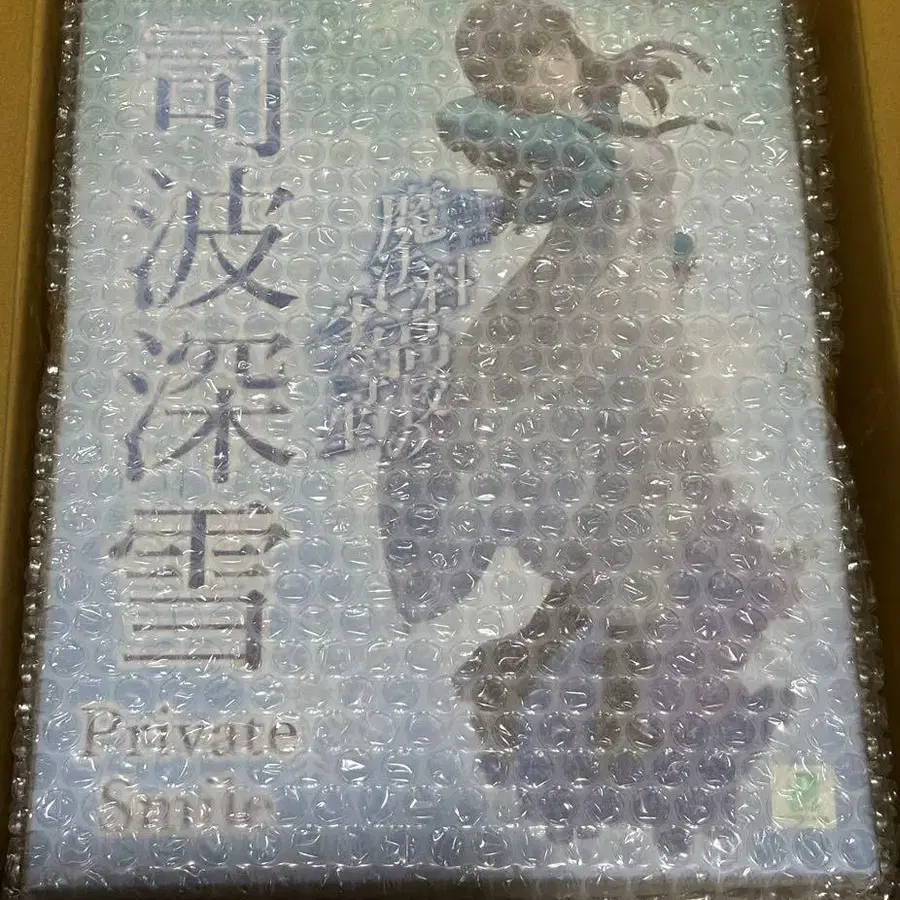 司波深雪
魔法科高校の
劣等生
Private
Smile